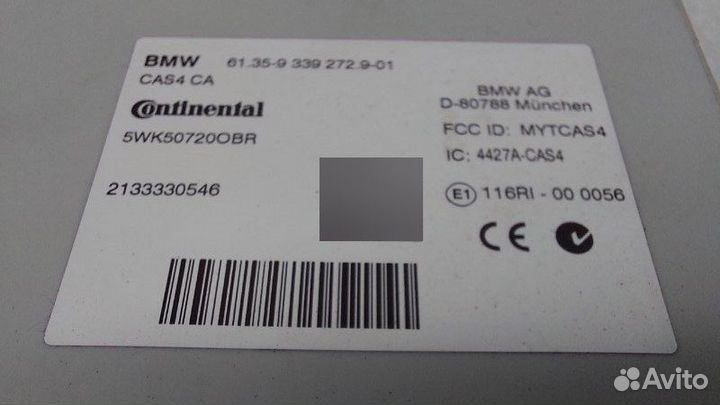 BMW 61.35-9 339 272.9-01
CAS4 CA
Continental
5WK50720OBR
2133330546
BMW AG
D-80788 München
FCC ID: MYTCAS4
IC: 4427A-CAS4
E1 116RI - 00 0056
CE
Avito